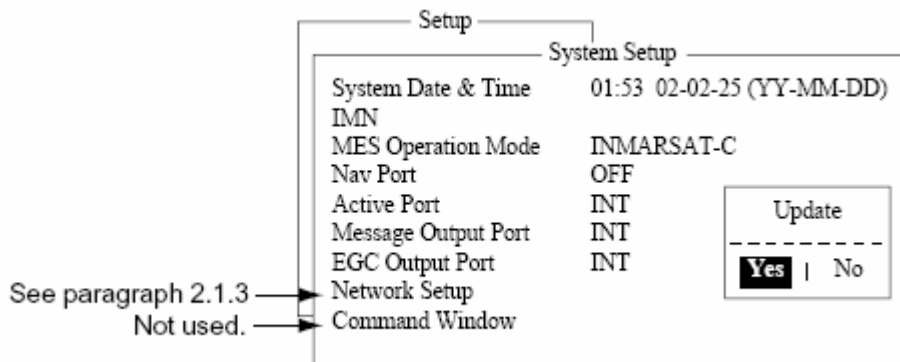 Setup
System Setup
System Date & Time 01:53 02-02-25 (YY-MM-DD)
IMN
MES Operation Mode INMARSAT-C
Nav Port OFF
Active Port INT
Message Output Port INT
EGC Output Port INT
Network Setup
Command Window
Update
Yes | No
See paragraph 2.1.3
Not used.